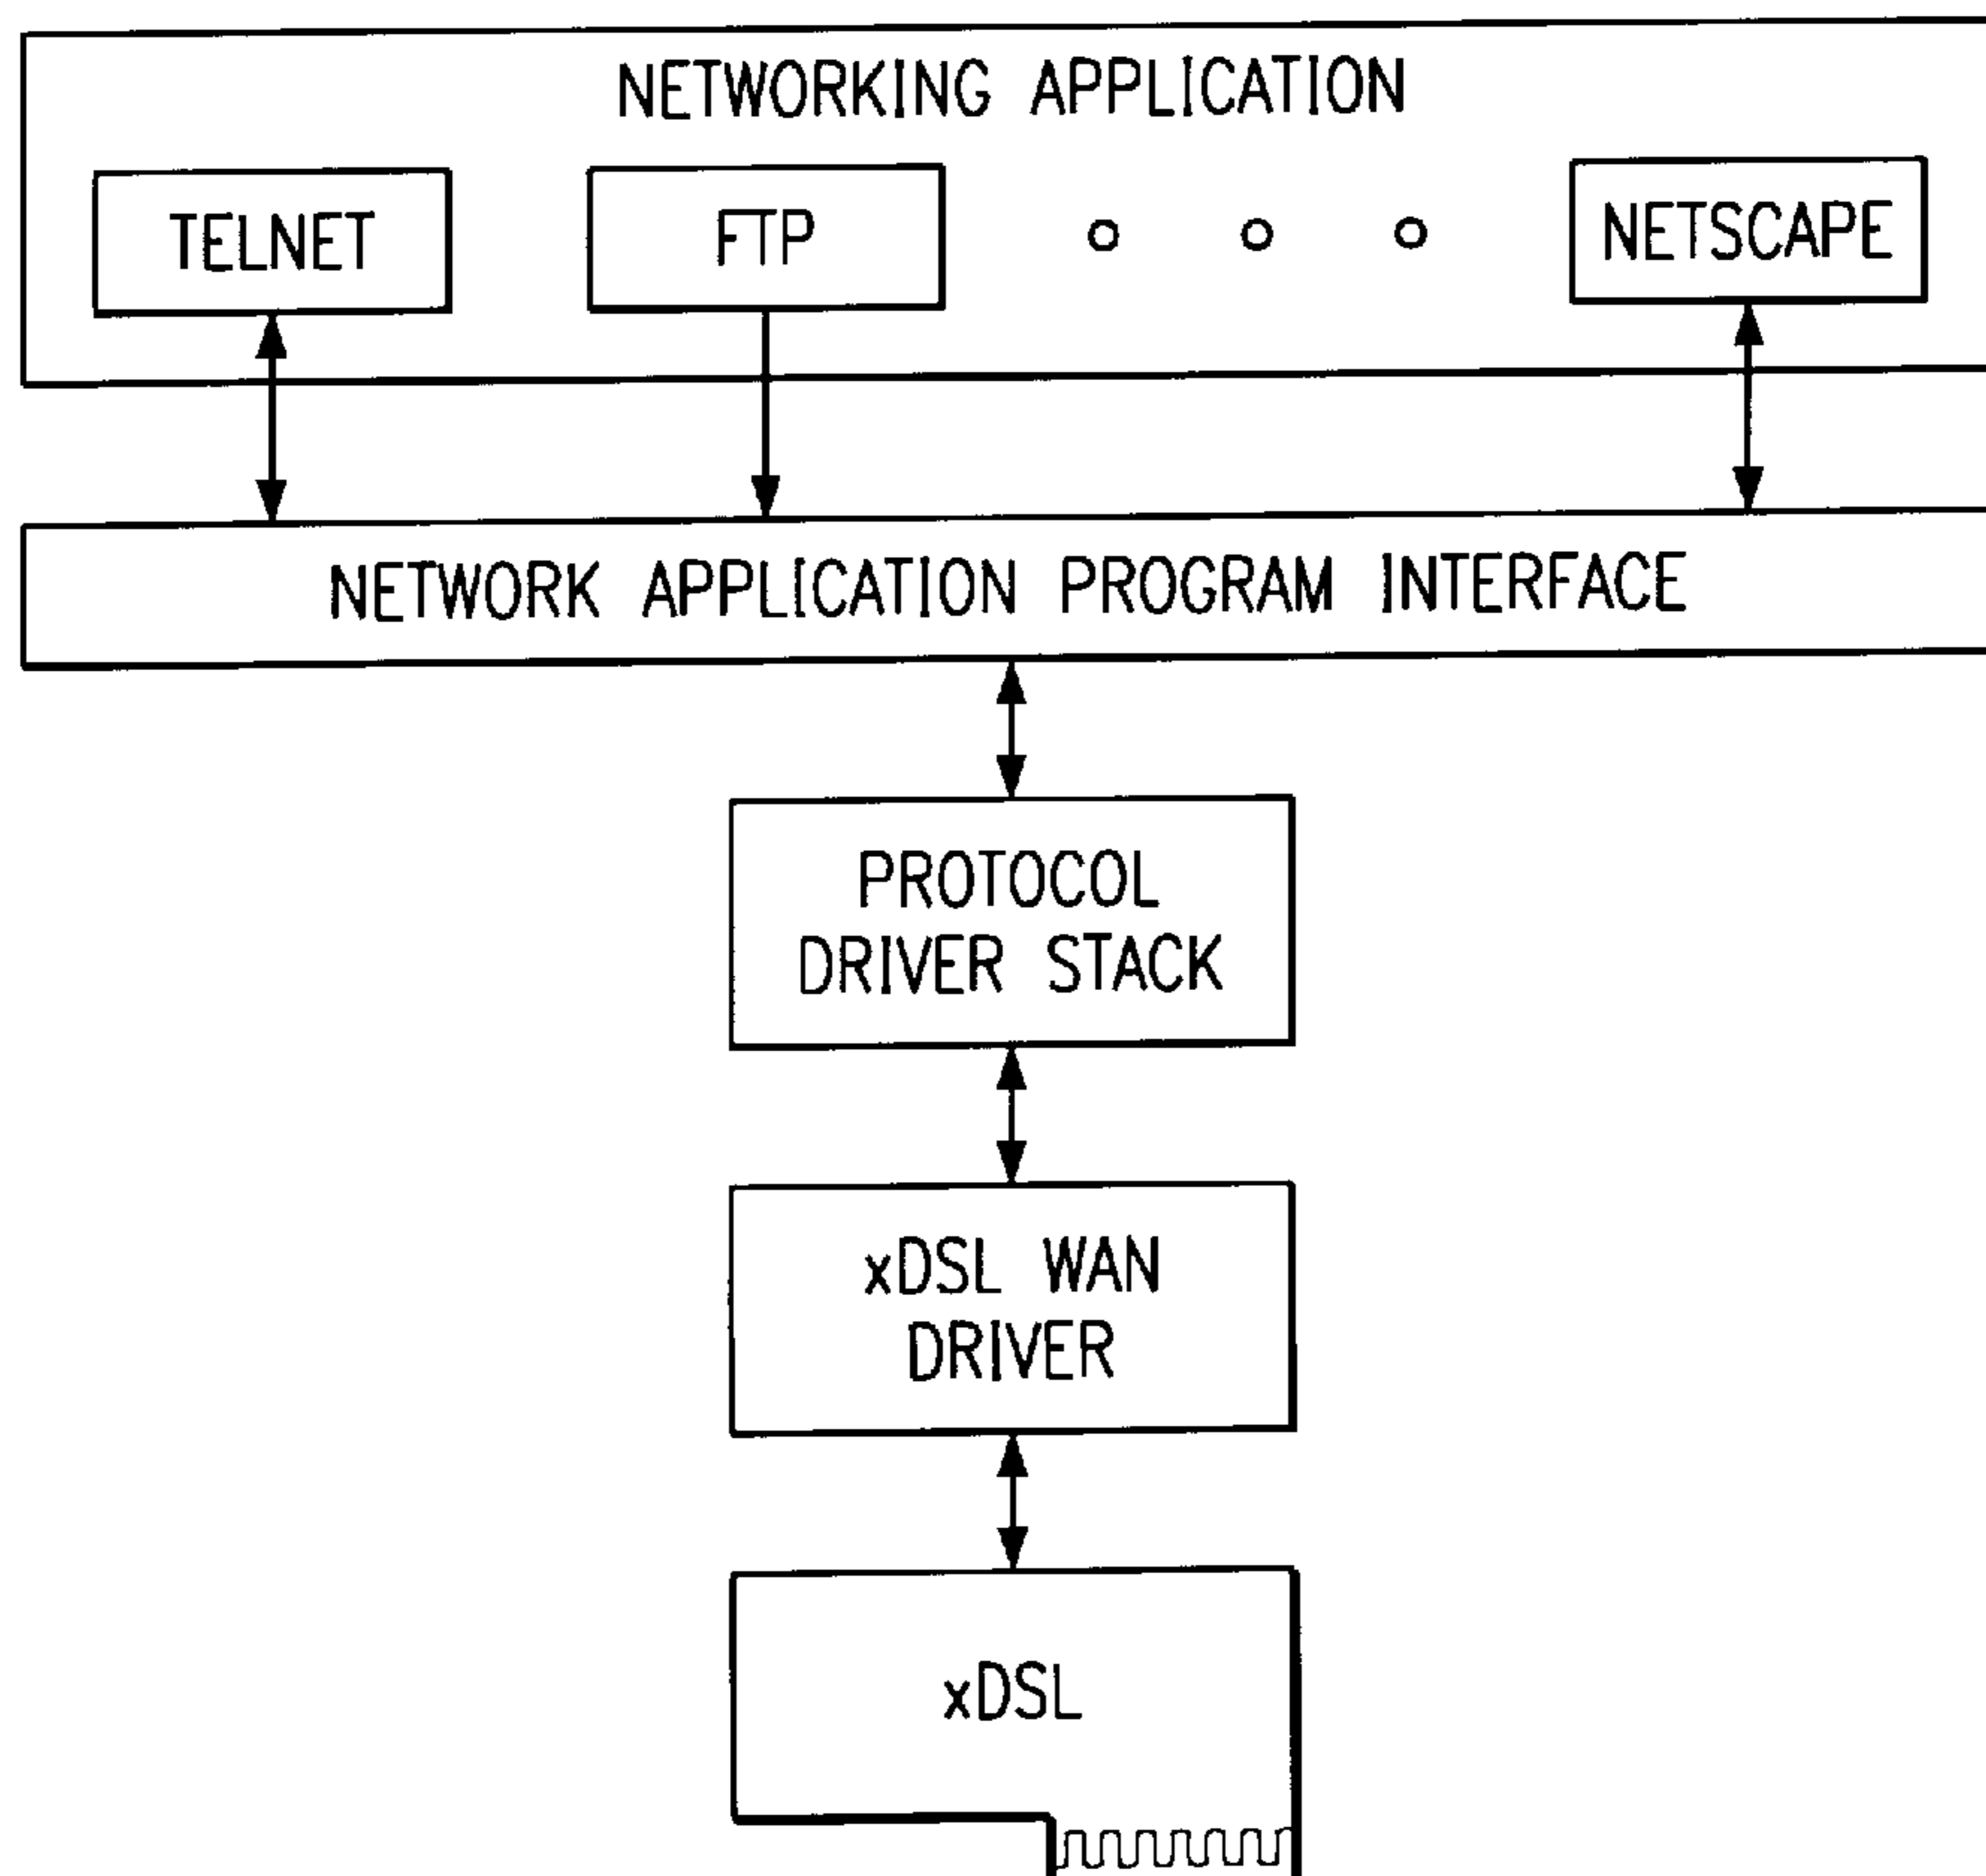 NETWORKING APPLICATION
TELNET
FTP
NETSCAPE
NETWORK APPLICATION PROGRAM INTERFACE
PROTOCOL
DRIVER STACK
xDSL WAN
DRIVER
xDSL